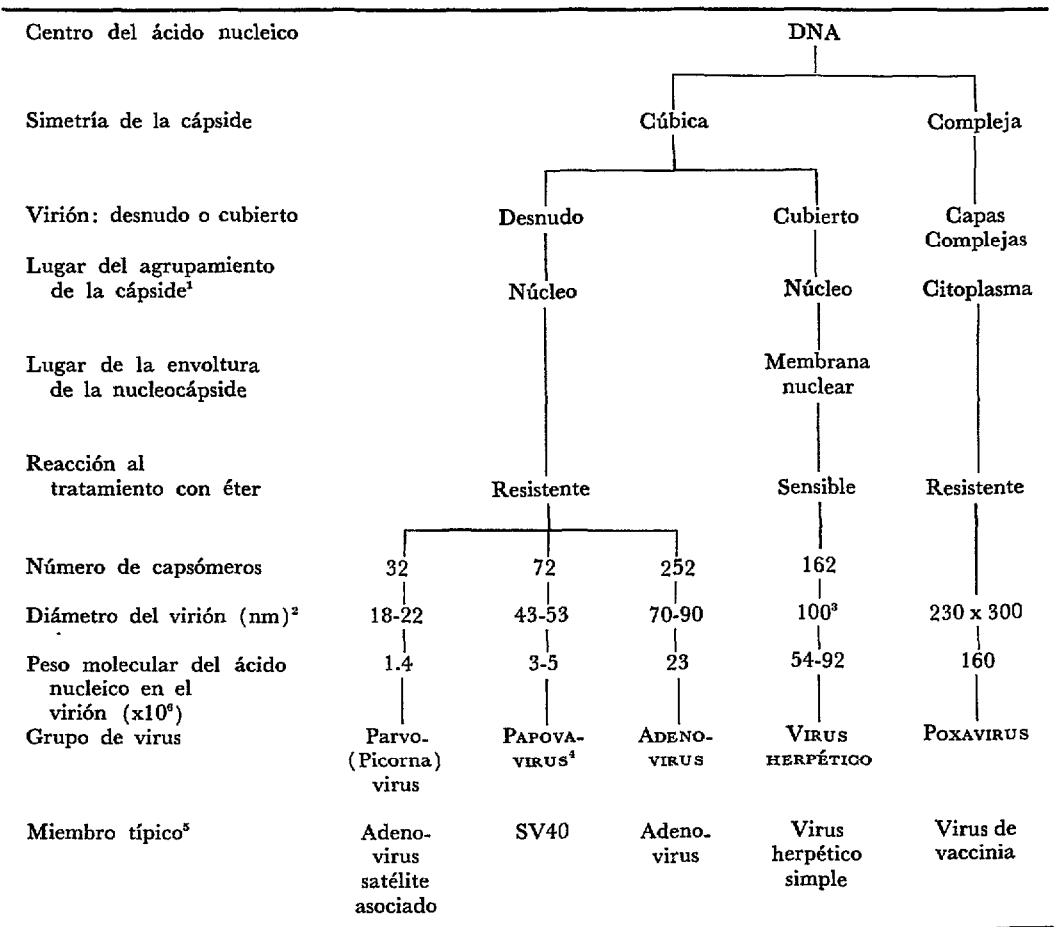 Centro del ácido nucleico DNA
Simetría de la cápside Cúbica Compleja
Virión: desnudo o cubierto Desnudo Cubierto Capas
Complejas
Lugar del agrupamiento
de la cápside¹ Núcleo Núcleo Citoplasma
Lugar de la envoltura Membrana
de la nucleocápside nuclear
Reacción al
tratamiento con éter Resistente Sensible Resistente
Número de capsómeros 32 72 252 162
Diámetro del virión (nm)² 18-22 43-53 70-90 100³ 230 x 300
Peso molecular del ácido 1.4 3-5 23 54-92 160
nucleico en el
virión (x10⁶)
Grupo de virus Parvo- PAPOVA- ADENO- VIRUS POXAVIRUS
(Picorna) VIRUS⁴ VIRUS HERPÉTICO
virus
Miembro típico⁵ Adeno- SV40 Adeno- Virus Virus de
virus virus herpético vaccinia
satélite simple
asociado